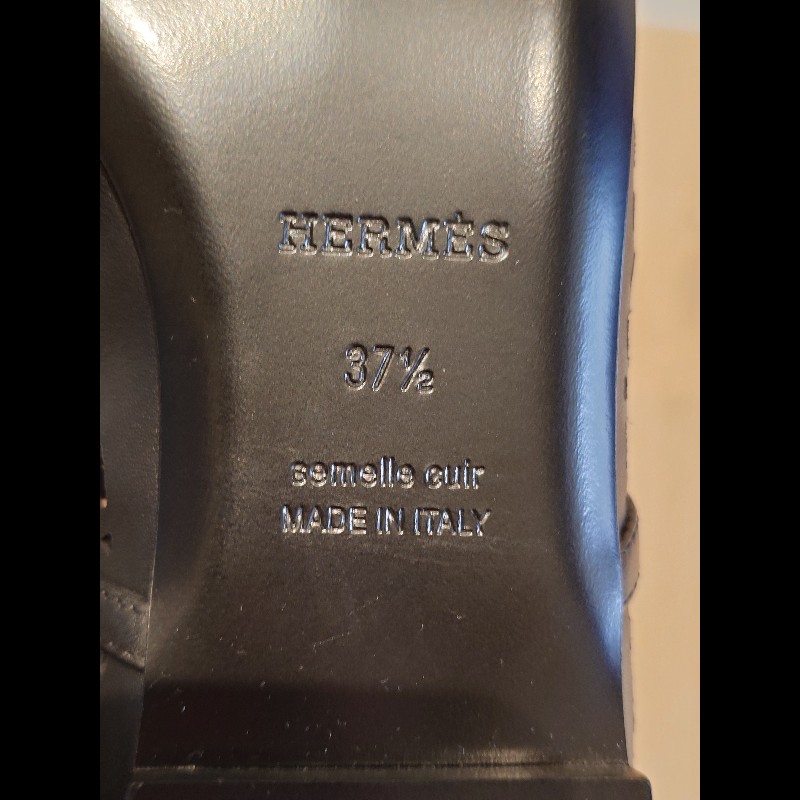 HERMÈS
37½
semelle cuir
MADE IN ITALY